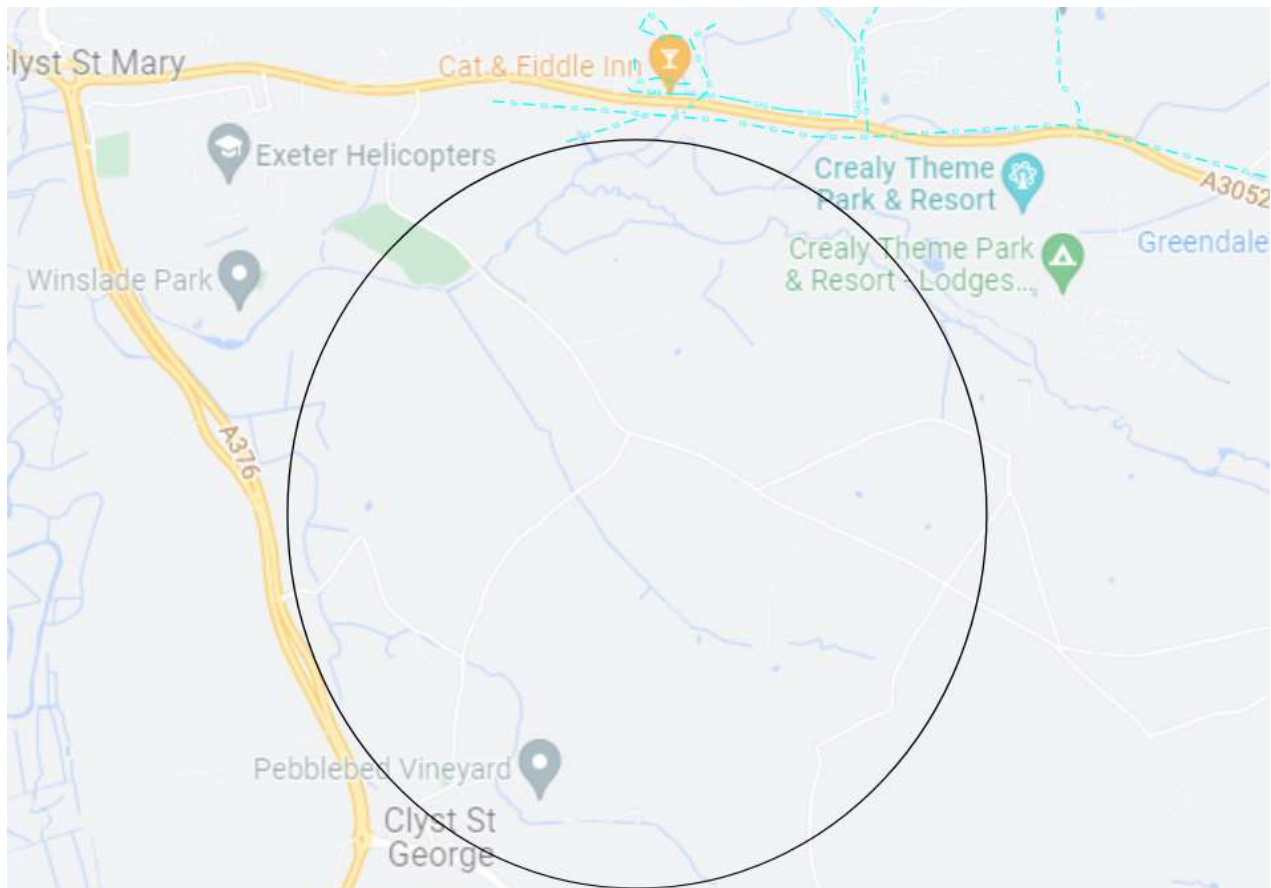 lyst St Mary
Cat & Fiddle Inn
Exeter Helicopters
Crealy Theme
Park & Resort
A3052
Greendale
Crealy Theme Park
& Resort - Lodges...
Winslade Park
A376
Pebblebed Vineyard
Clyst St
George